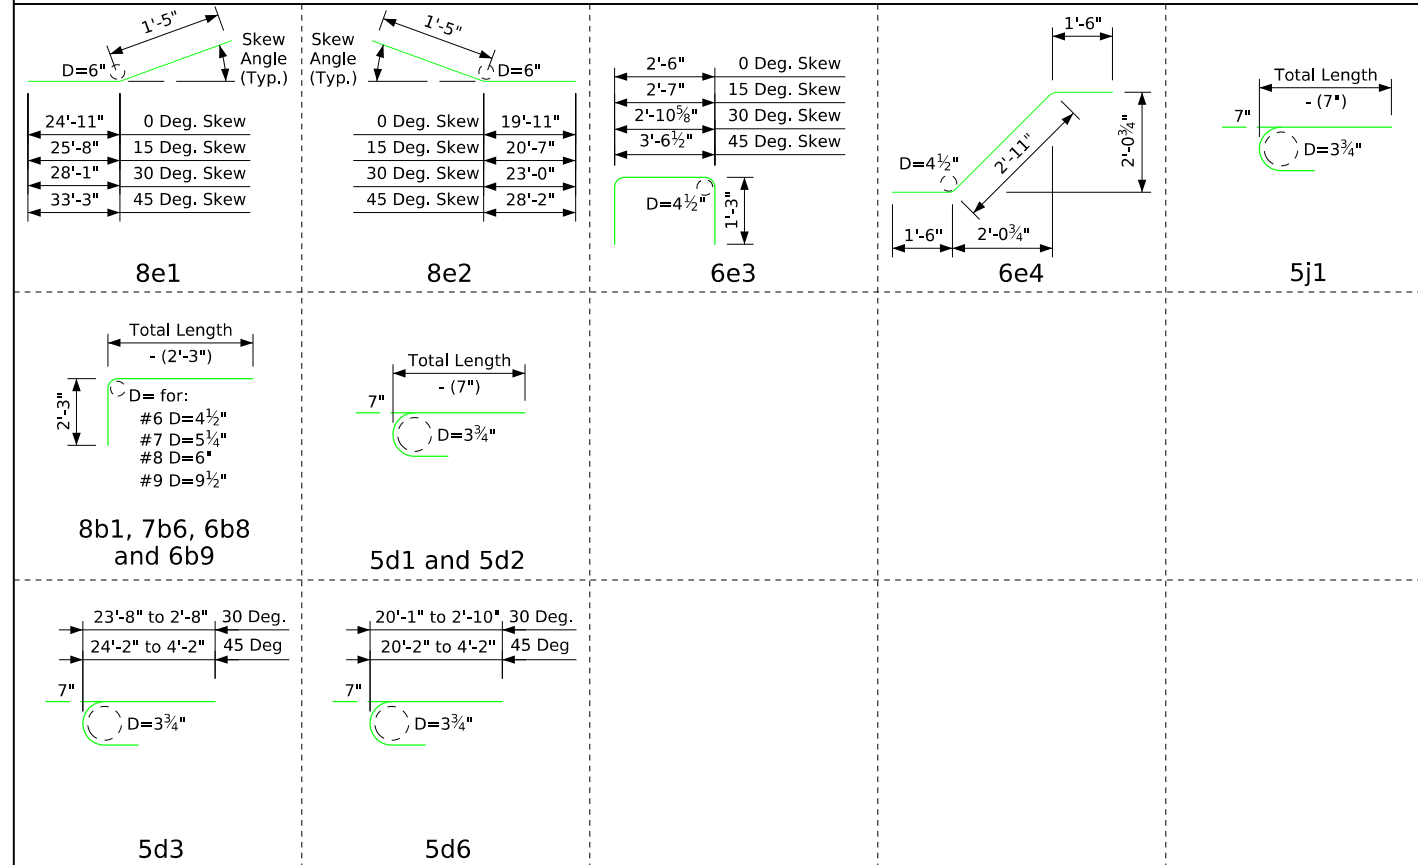 1'-5"
Skew
Angle
(Typ.)
D=6"
24'-11" 0 Deg. Skew
25'-8" 15 Deg. Skew
28'-1" 30 Deg. Skew
33'-3" 45 Deg. Skew
8e1
1'-5"
Skew
Angle
(Typ.)
D=6"
0 Deg. Skew 19'-11"
15 Deg. Skew 20'-7"
30 Deg. Skew 23'-0"
45 Deg. Skew 28'-2"
8e2
2'-6" 0 Deg. Skew
2'-7" 15 Deg. Skew
2'-10⅝" 30 Deg. Skew
3'-6½" 45 Deg. Skew
D=4½"
1'-3"
6e3
1'-6"
D=4½"
2'-11"
2'-0¾"
1'-6"
2'-0¾"
6e4
Total Length
- (7")
7"
D=3¾"
5j1
Total Length
- (2'-3")
2'-3"
D= for:
#6 D=4½"
#7 D=5¼"
#8 D=6"
#9 D=9½"
8b1, 7b6, 6b8
and 6b9
Total Length
- (7")
7"
D=3¾"
5d1 and 5d2
23'-8" to 2'-8" 30 Deg.
24'-2" to 4'-2" 45 Deg
7"
D=3¾"
5d3
20'-1" to 2'-10" 30 Deg.
20'-2" to 4'-2" 45 Deg
7"
D=3¾"
5d6